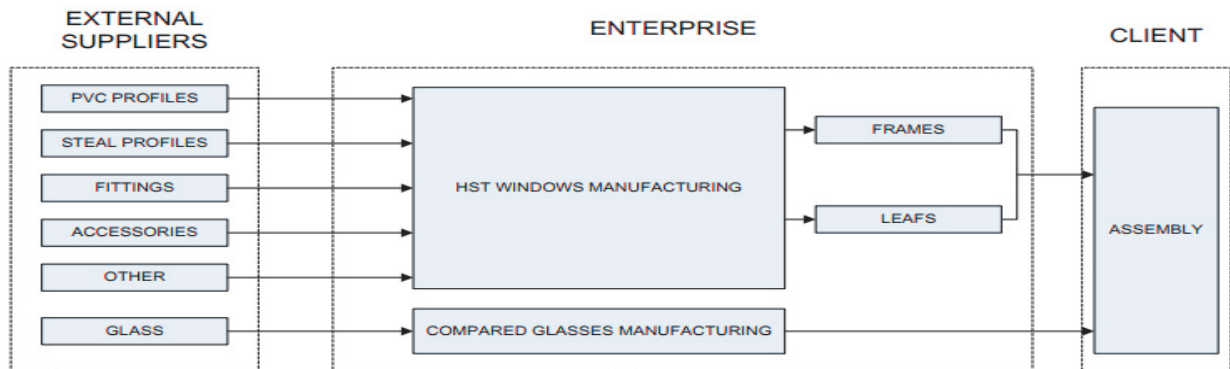 EXTERNAL
SUPPLIERS
ENTERPRISE
CLIENT
PVC PROFILES
STEAL PROFILES
FITTINGS
ACCESSORIES
OTHER
GLASS
HST WINDOWS MANUFACTURING
COMPARED GLASSES MANUFACTURING
FRAMES
LEAFS
ASSEMBLY